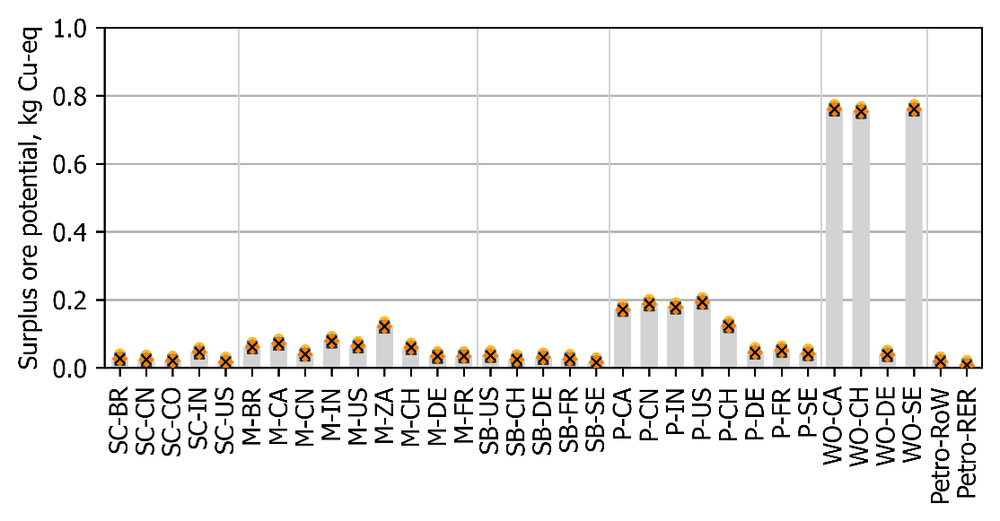 Surplus ore potential, kg Cu-eq
1.0
0.8
0.6
0.4
0.2
0.0
SC-BR
SC-CN
SC-CO
SC-IN
SC-US
M-BR
M-CA
M-CN
M-IN
M-US
M-ZA
M-CH
M-DE
M-FR
SB-US
SB-CH
SB-DE
SB-FR
SB-SE
P-CA
P-CN
P-IN
P-US
P-CH
P-DE
P-FR
P-SE
WO-CA
WO-CH
WO-DE
WO-SE
Petro-RoW
Petro-RER